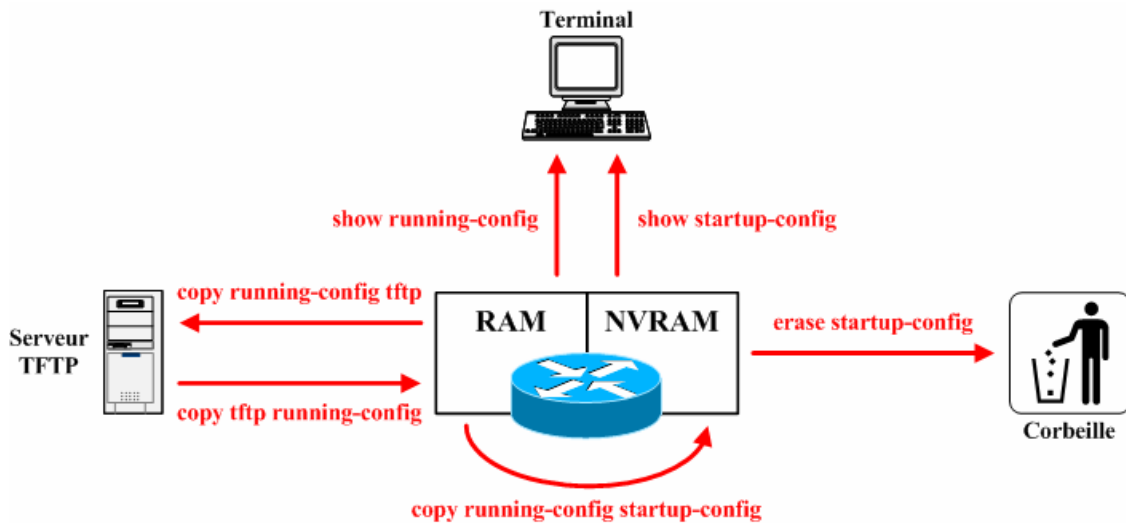 Terminal
show running-config
show startup-config
copy running-config tftp
RAM
NVRAM
erase startup-config
Serveur
TFTP
copy tftp running-config
Corbeille
copy running-config startup-config